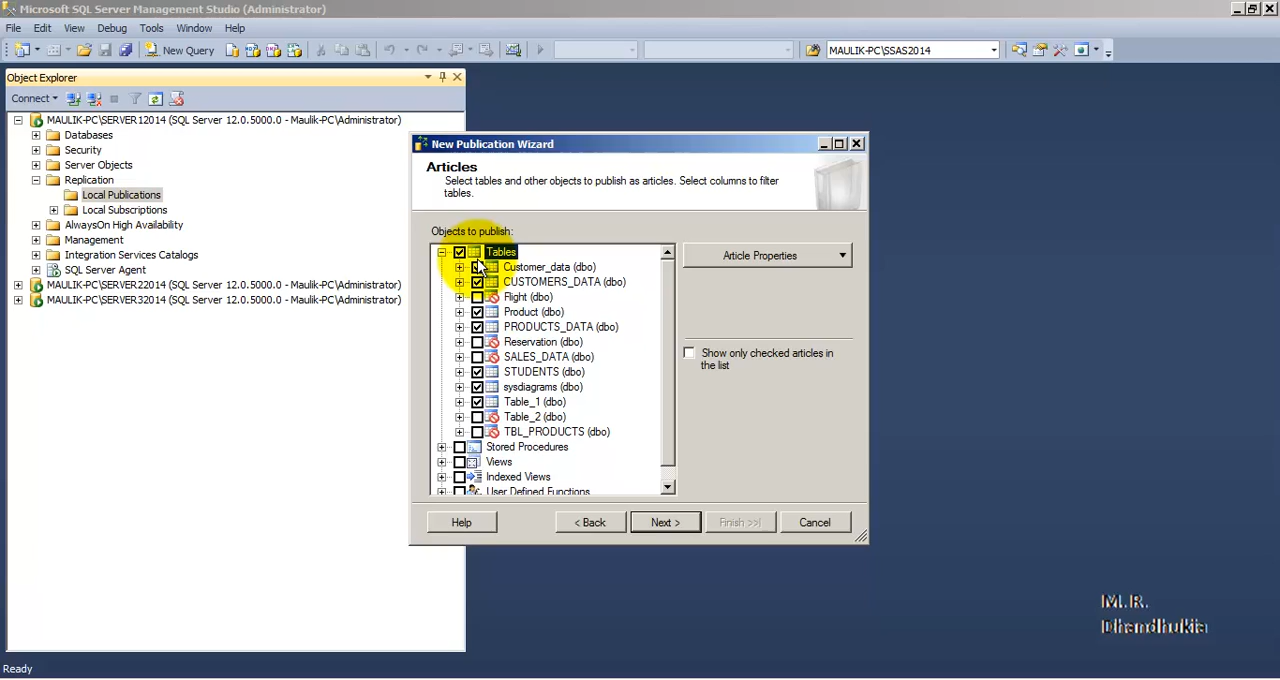 Microsoft SQL Server Management Studio (Administrator)
File Edit View Debug Tools Window Help
New Query
MAULIK-PC\SSAS2014
Object Explorer
Connect
MAULIK-PC\SERVER12014 (SQL Server 12.0.5000.0 - Maulik-PC\Administrator)
Databases
Security
Server Objects
Replication
Local Publications
Local Subscriptions
AlwaysOn High Availability
Management
Integration Services Catalogs
SQL Server Agent
MAULIK-PC\SERVER22014 (SQL Server 12.0.5000.0 - Maulik-PC\Administrator)
MAULIK-PC\SERVER32014 (SQL Server 12.0.5000.0 - Maulik-PC\Administrator)
New Publication Wizard
Articles
Select tables and other objects to publish as articles. Select columns to filter
tables.
Objects to publish:
Tables
Customer_data (dbo)
CUSTOMERS_DATA (dbo)
Flight (dbo)
Product (dbo)
PRODUCTS_DATA (dbo)
Reservation (dbo)
SALES_DATA (dbo)
STUDENTS (dbo)
sysdiagrams (dbo)
Table_1 (dbo)
Table_2 (dbo)
TBL_PRODUCTS (dbo)
Stored Procedures
Views
Indexed Views
User Defined Functions
Article Properties
Show only checked articles in
the list
Help
< Back
Next >
Finish >>|
Cancel
M.R.
Dhandhukia
Ready